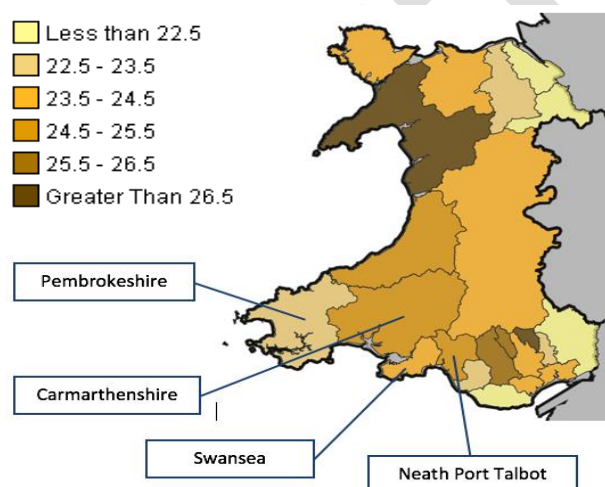 Less than 22.5
22.5 - 23.5
23.5 - 24.5
24.5 - 25.5
25.5 - 26.5
Greater Than 26.5
Pembrokeshire
Carmarthenshire
Swansea
Neath Port Talbot